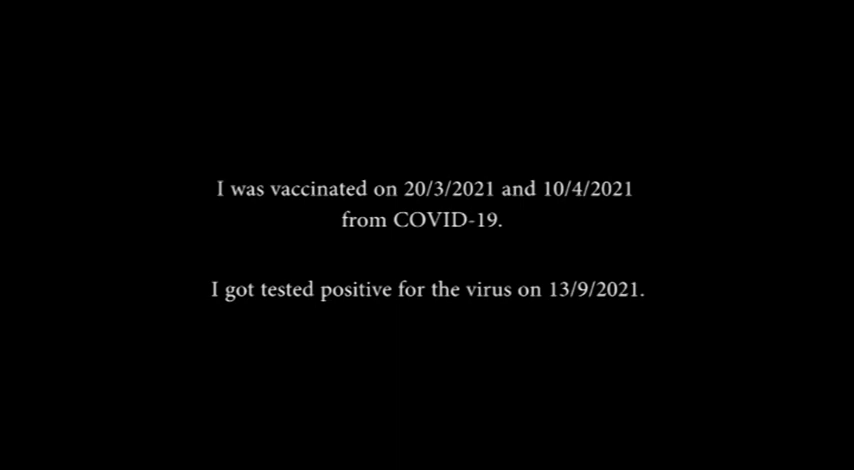 I was vaccinated on 20/3/2021 and 10/4/2021
from COVID-19.
I got tested positive for the virus on 13/9/2021.